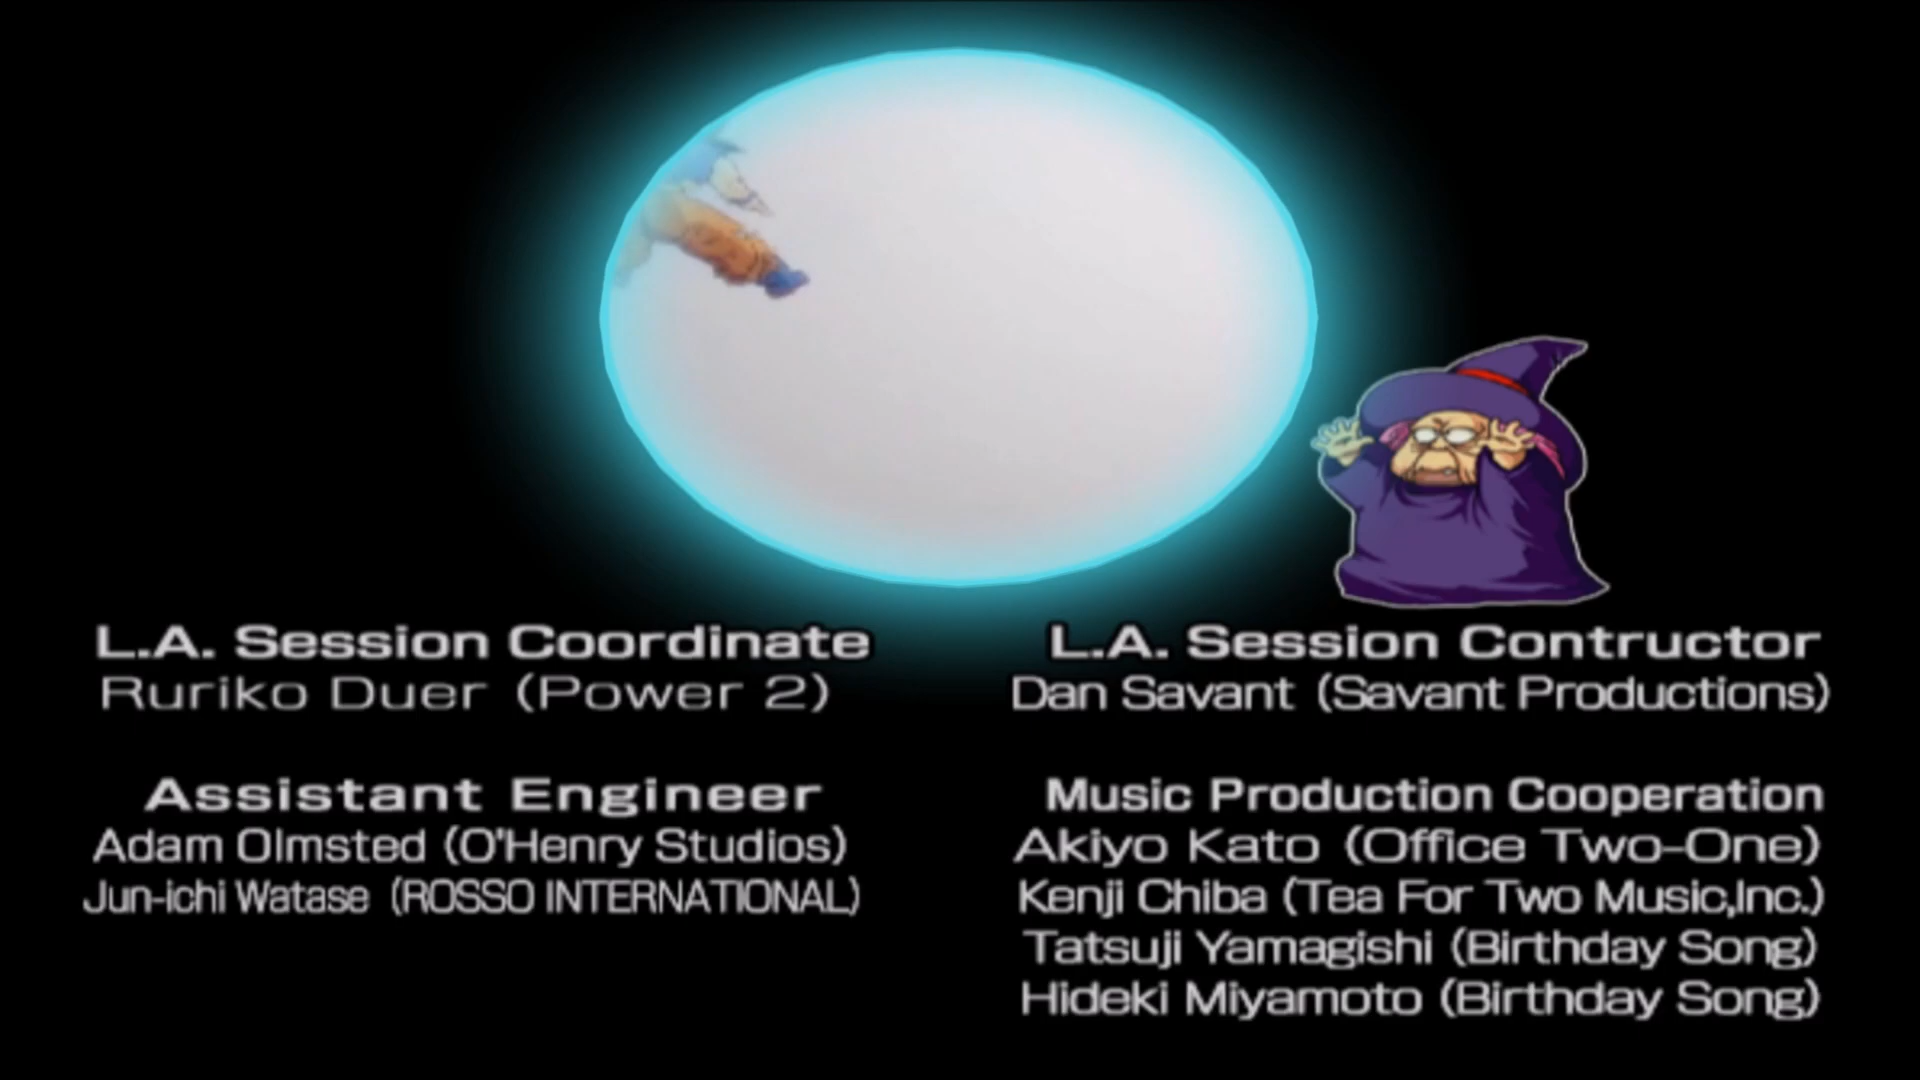 L.A. Session Coordinate
Ruriko Duer (Power 2)
Assistant Engineer
Adam Olmsted (O'Henry Studios)
Jun-ichi Watase (ROSSO INTERNATIONAL)
L.A. Session Contructor
Dan Savant (Savant Productions)
Music Production Cooperation
Akiyo Kato (Office Two-One)
Kenji Chiba (Tea For Two Music,Inc.)
Tatsuji Yamagishi (Birthday Song)
Hideki Miyamoto (Birthday Song)